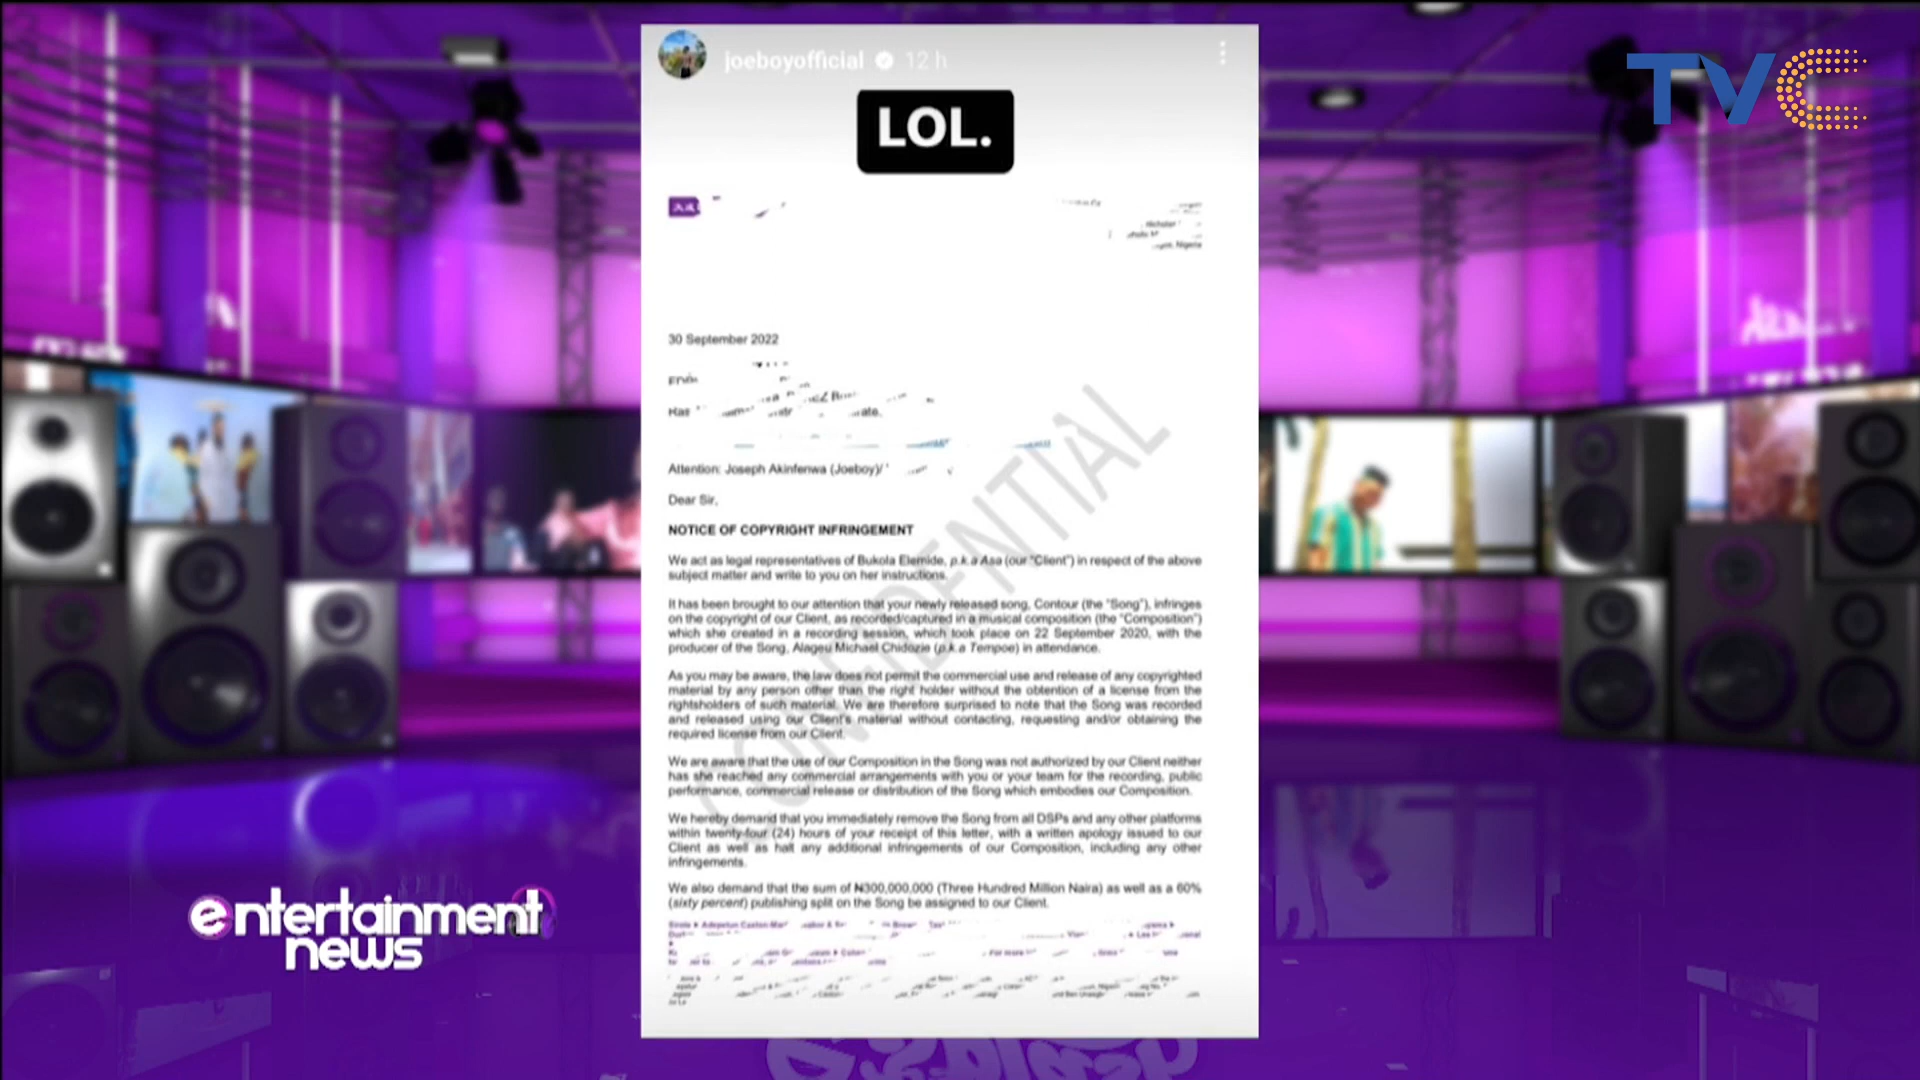 joeboyofficial 12 h
TVC
LOL.
30 September 2022
Attention: Joseph Akinfenwa (Joeboy)/
Dear Sir,
NOTICE OF COPYRIGHT INFRINGEMENT
We act as legal representatives of Bukola Elemide, p.k.a Asa (our "Client") in respect of the above
subject matter and write to you on her instructions.
It has been brought to our attention that your newly released song, Contour (the "Song"), infringes
on the copyright of our Client, as recorded/captured in a musical composition (the "Composition")
which she created in a recording session, which took place on 22 September 2020, with the
producer of the Song, Alagwu Michael Chidozie (p.k.a Tempoe) in attendance.
As you may be aware, the law does not permit the commercial use and release of any copyrighted
material by any person other than the right holder without the obtention of a license from the
rightsholders of such material. We are therefore surprised to note that the Song was recorded
and released using our Client's material without contacting, requesting and/or obtaining the
required license from our Client.
We are aware that the use of our Composition in the Song was not authorized by our Client neither
has she reached any commercial arrangements with you or your team for the recording, public
performance, commercial release or distribution of the Song which embodies our Composition.
We hereby demand that you immediately remove the Song from all DSPs and any other platforms
within twenty-four (24) hours of your receipt of this letter, with a written apology issued to our
Client as well as halt any additional infringements of our Composition, including any other
infringements.
We also demand that the sum of ₦300,000,000 (Three Hundred Million Naira) as well as a 60%
(sixty percent) publishing split on the Song be assigned to our Client.
CONFIDENTIAL
entertainment
news